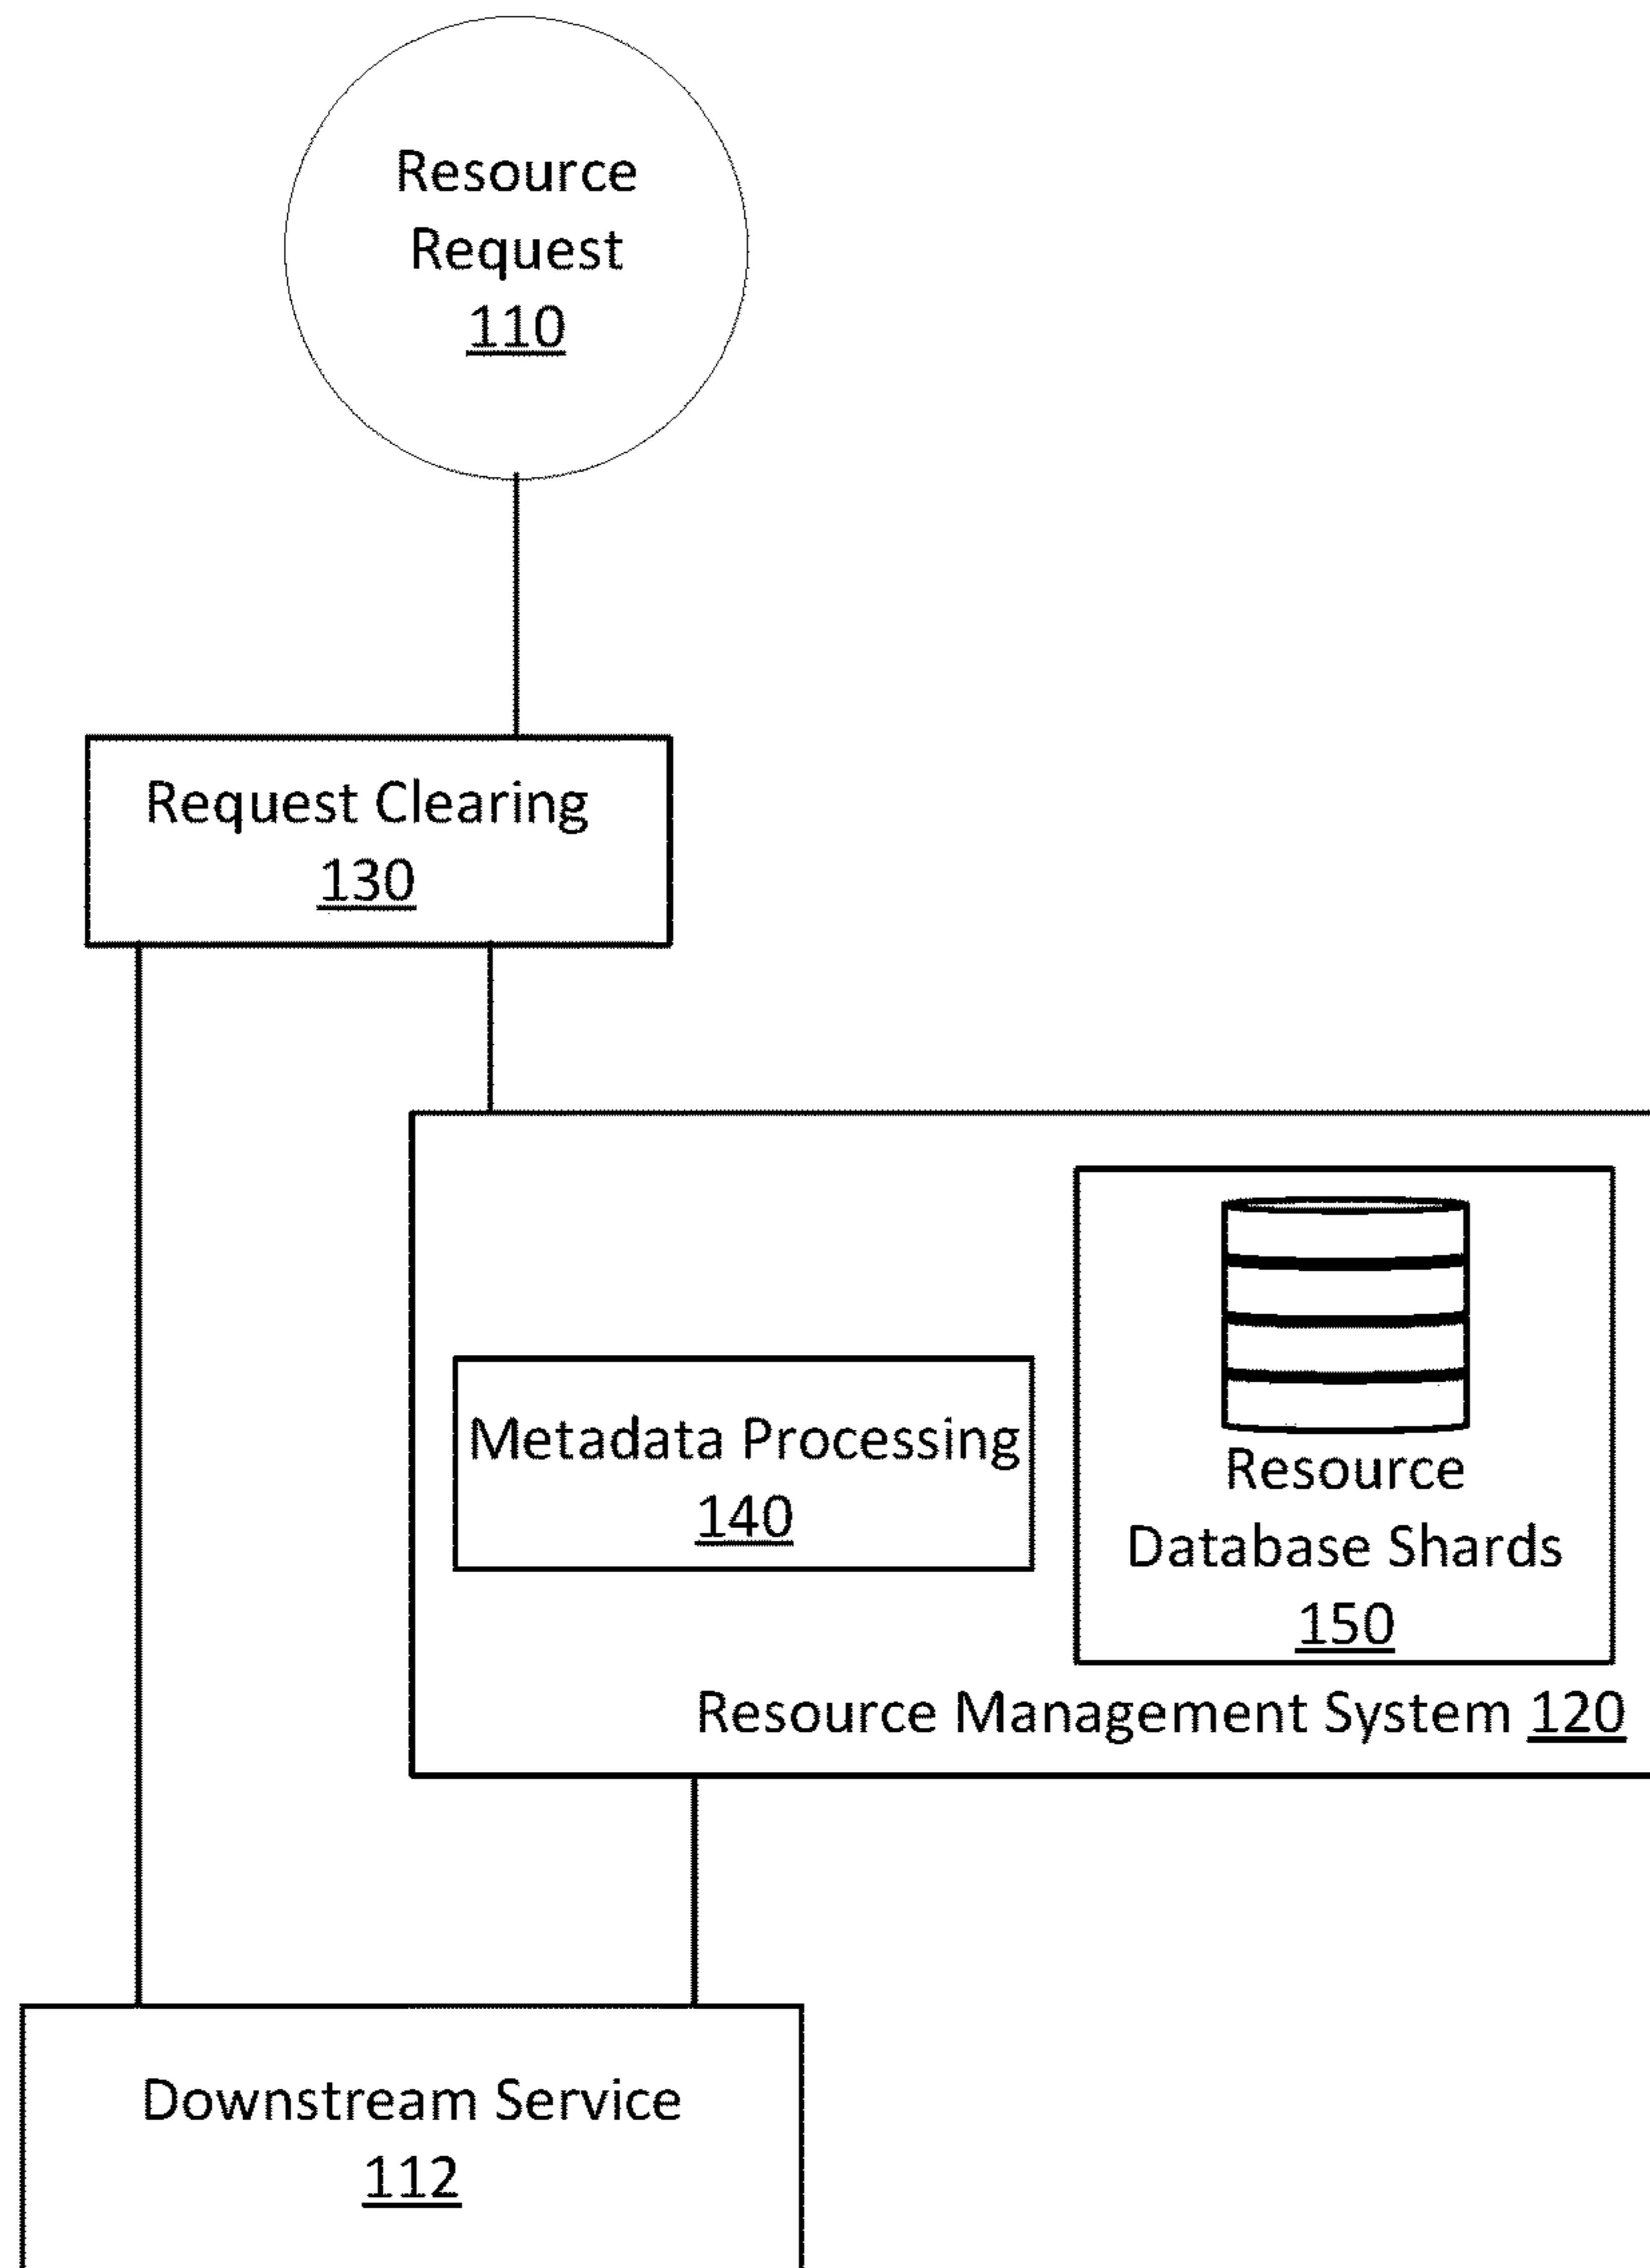 Resource
Request
110
Request Clearing
130
Metadata Processing
140
Resource
Database Shards
150
Resource Management System 120
Downstream Service
112